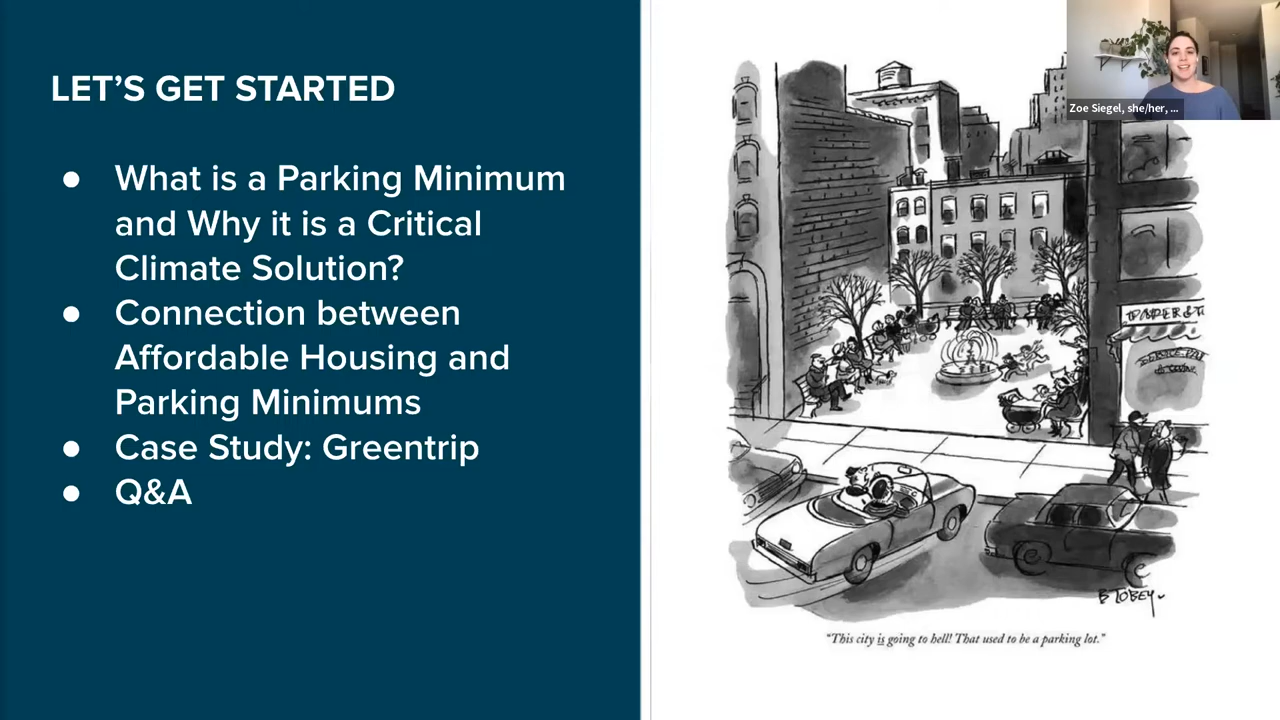 LET’S GET STARTED
● What is a Parking Minimum
and Why it is a Critical
Climate Solution?
● Connection between
Affordable Housing and
Parking Minimums
● Case Study: Greentrip
● Q&A
Zoe Siegel, she/her, ...
B TOBEY
“This city is going to hell! That used to be a parking lot.”